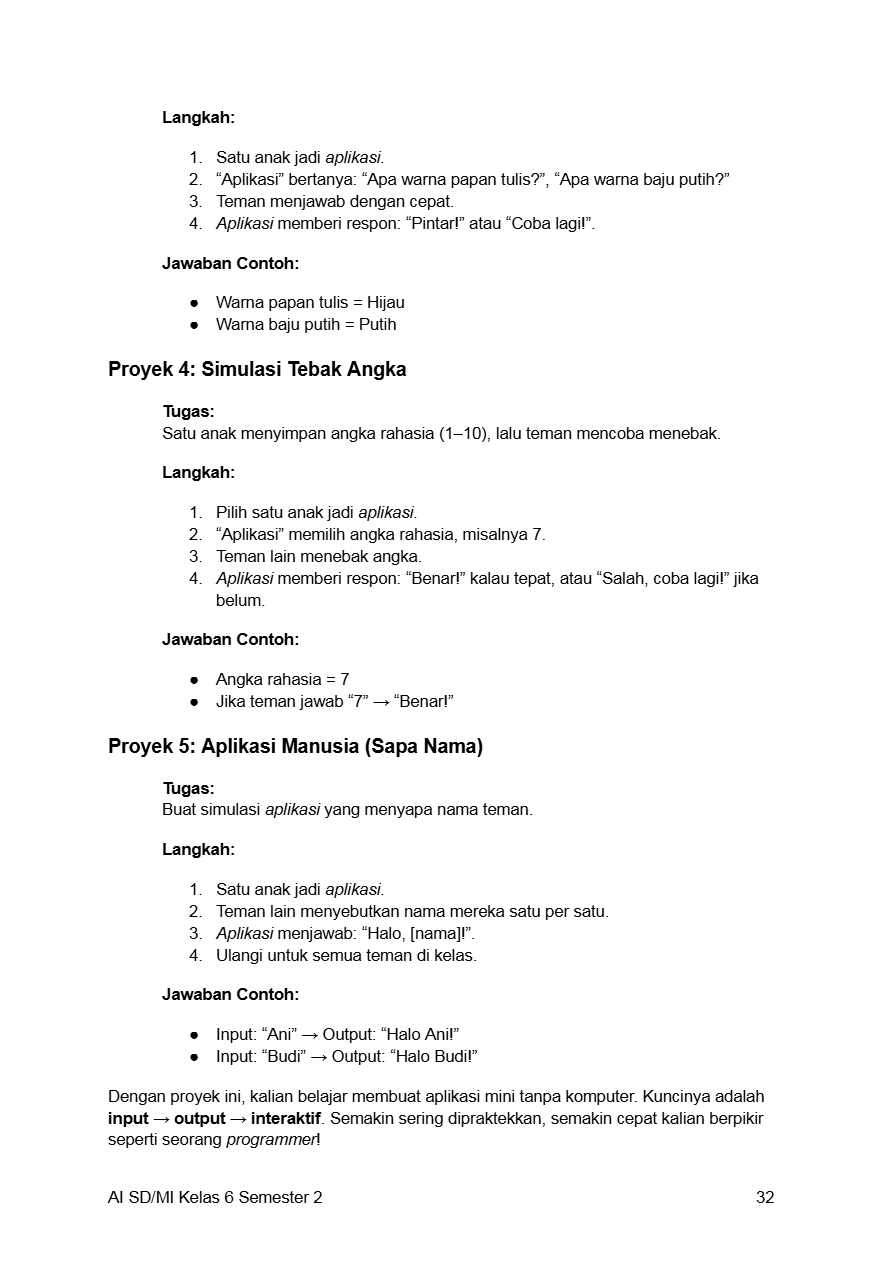 Langkah:
1. Satu anak jadi aplikasi.
2. “Aplikasi” bertanya: “Apa warna papan tulis?”, “Apa warna baju putih?”
3. Teman menjawab dengan cepat.
4. Aplikasi memberi respon: “Pintar!” atau “Coba lagi!”.
Jawaban Contoh:
● Warna papan tulis = Hijau
● Warna baju putih = Putih
Proyek 4: Simulasi Tebak Angka
Tugas:
Satu anak menyimpan angka rahasia (1–10), lalu teman mencoba menebak.
Langkah:
1. Pilih satu anak jadi aplikasi.
2. “Aplikasi” memilih angka rahasia, misalnya 7.
3. Teman lain menebak angka.
4. Aplikasi memberi respon: “Benar!” kalau tepat, atau “Salah, coba lagi!” jika
belum.
Jawaban Contoh:
● Angka rahasia = 7
● Jika teman jawab “7” → “Benar!”
Proyek 5: Aplikasi Manusia (Sapa Nama)
Tugas:
Buat simulasi aplikasi yang menyapa nama teman.
Langkah:
1. Satu anak jadi aplikasi.
2. Teman lain menyebutkan nama mereka satu per satu.
3. Aplikasi menjawab: “Halo, [nama]!”.
4. Ulangi untuk semua teman di kelas.
Jawaban Contoh:
● Input: “Ani” → Output: “Halo Ani!”
● Input: “Budi” → Output: “Halo Budi!”
Dengan proyek ini, kalian belajar membuat aplikasi mini tanpa komputer. Kuncinya adalah
input → output → interaktif. Semakin sering dipraktekkan, semakin cepat kalian berpikir
seperti seorang programmer!
AI SD/MI Kelas 6 Semester 2 32